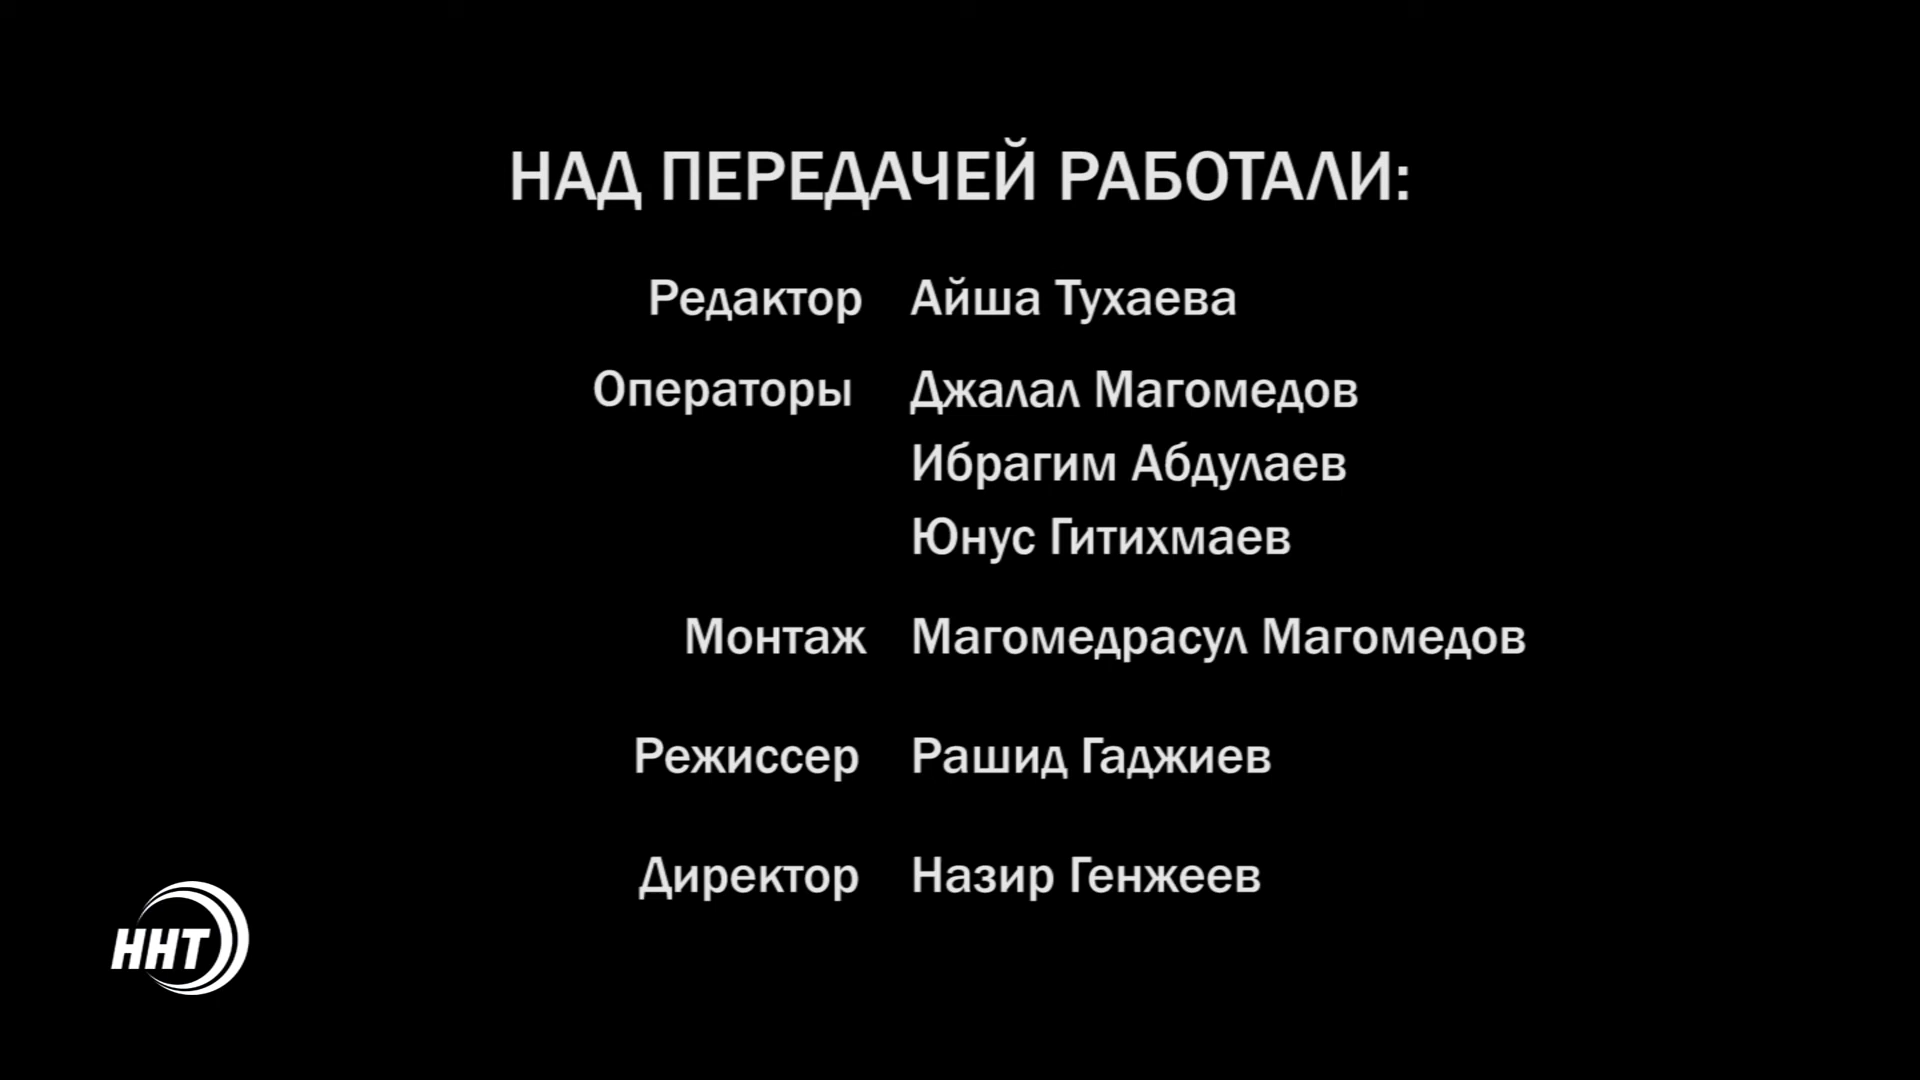 НАД ПЕРЕДАЧЕЙ РАБОТАЛИ:
Редактор Айша Тухаева
Операторы Джалал Магомедов
Ибрагим Абдулаев
Юнус Гитихмаев
Монтаж Магомедрасул Магомедов
Режиссер Рашид Гаджиев
Директор Назир Генжеев
ННТ